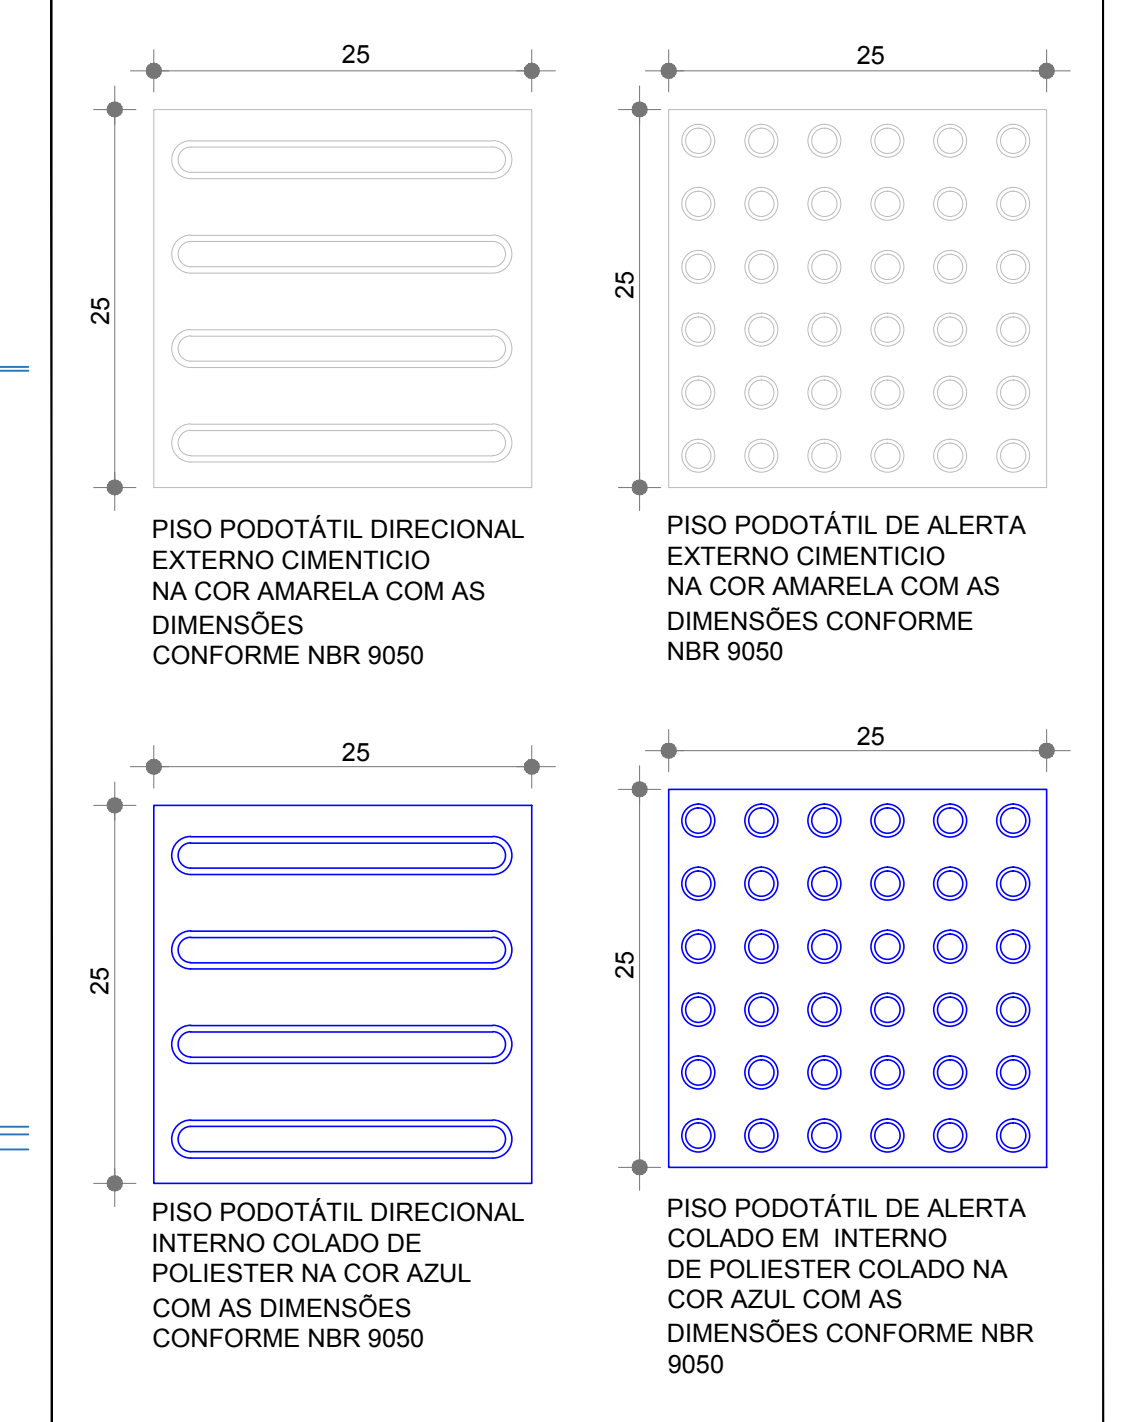 25
25
PISO PODOTÁTIL DIRECIONAL
EXTERNO CIMENTICIO
NA COR AMARELA COM AS
DIMENSÕES
CONFORME NBR 9050
25
25
PISO PODOTÁTIL DE ALERTA
EXTERNO CIMENTICIO
NA COR AMARELA COM AS
DIMENSÕES CONFORME
NBR 9050
25
25
PISO PODOTÁTIL DIRECIONAL
INTERNO COLADO DE
POLIESTER NA COR AZUL
COM AS DIMENSÕES
CONFORME NBR 9050
25
25
PISO PODOTÁTIL DE ALERTA
COLADO EM  INTERNO
DE POLIESTER COLADO NA
COR AZUL COM AS
DIMENSÕES CONFORME NBR
9050